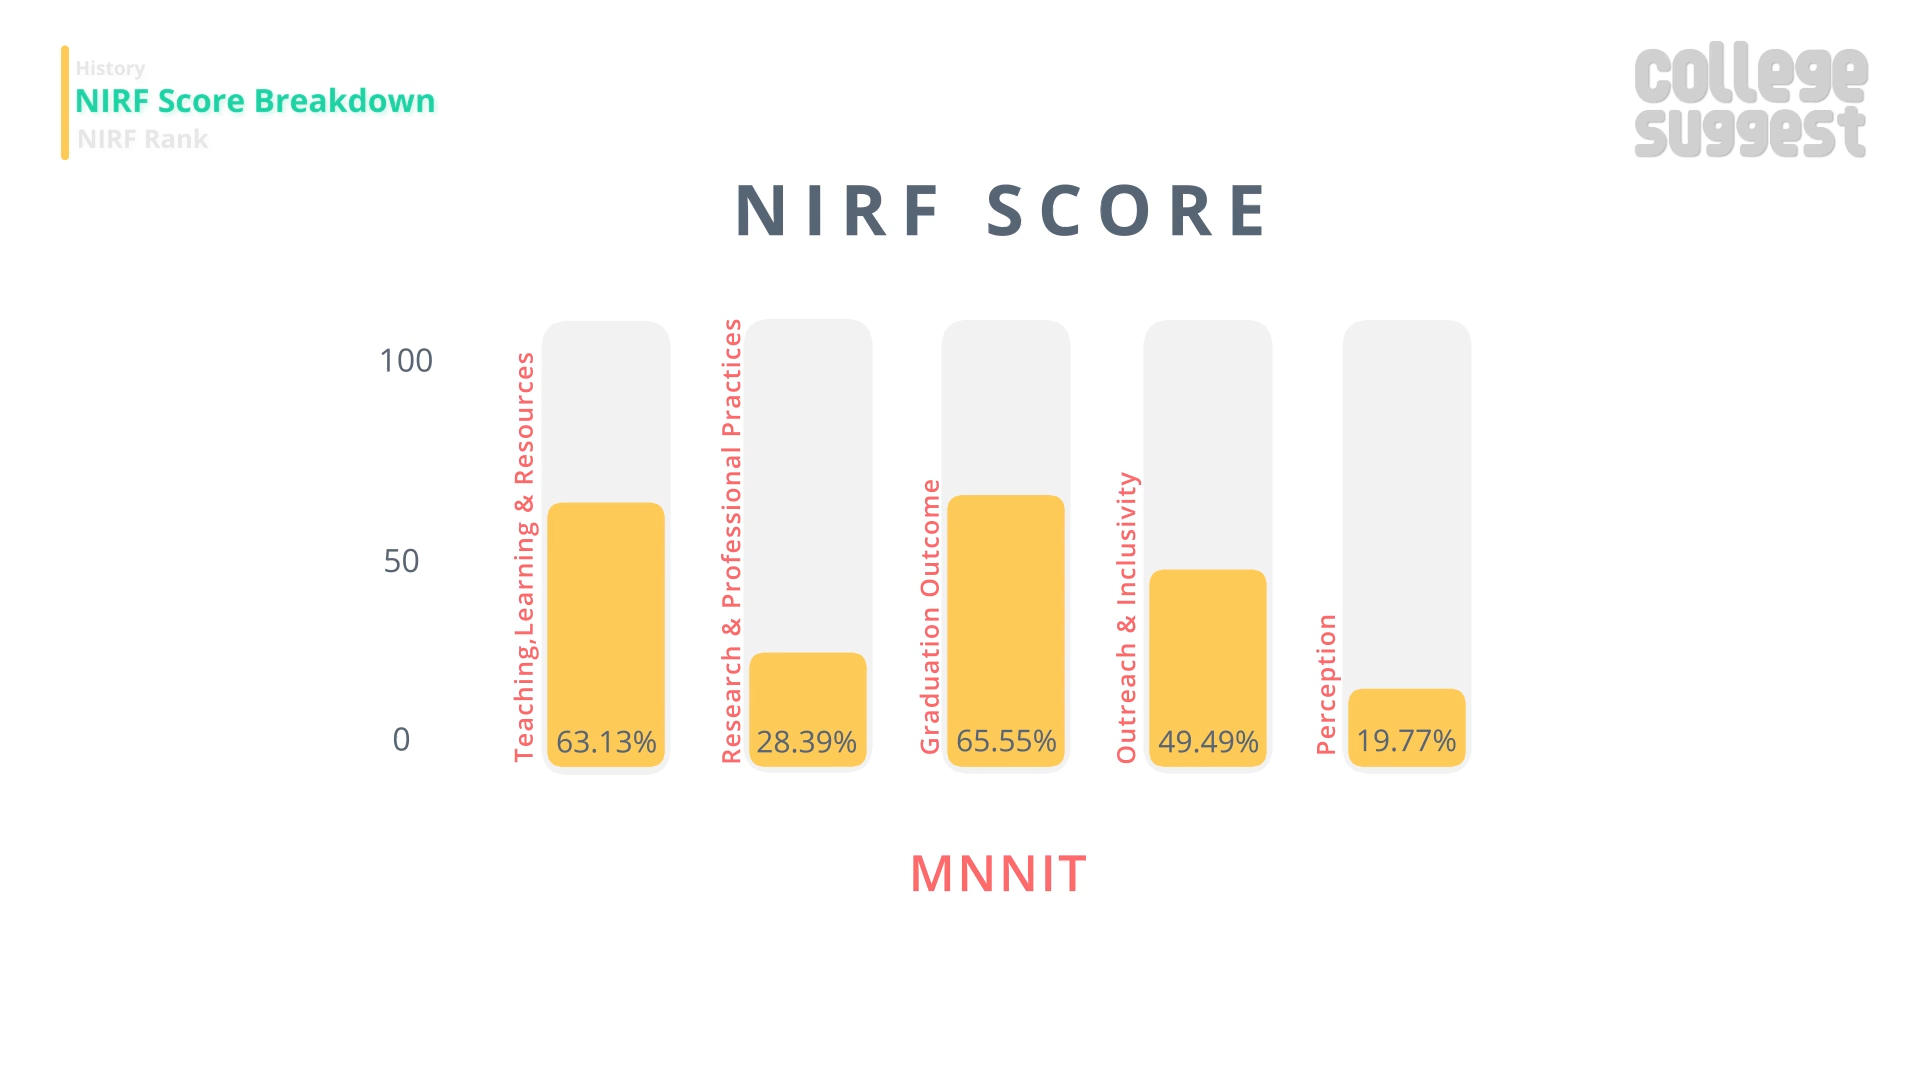 History
NIRF Score Breakdown
NIRF Rank
college
suggest
NIRF SCORE
100
50
0
Teaching,Learning & Resources
63.13%
Research & Professional Practices
28.39%
Graduation Outcome
65.55%
Outreach & Inclusivity
49.49%
Perception
19.77%
MNNIT